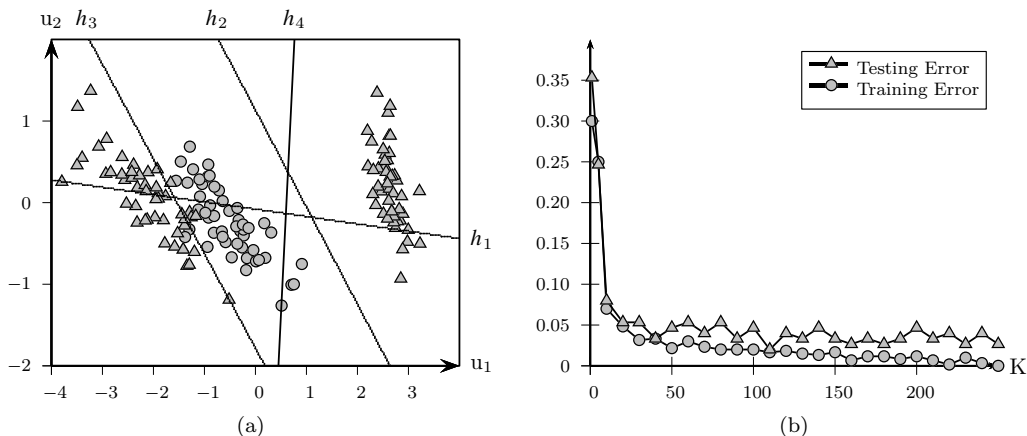 u2 h3 h2 h4
1
0
−1
−2
h1
u1
−4 −3 −2 −1 0 1 2 3
(a)
Testing Error
Training Error
0.35
0.30
0.25
0.20
0.15
0.10
0.05
0
K
0 50 100 150 200
(b)